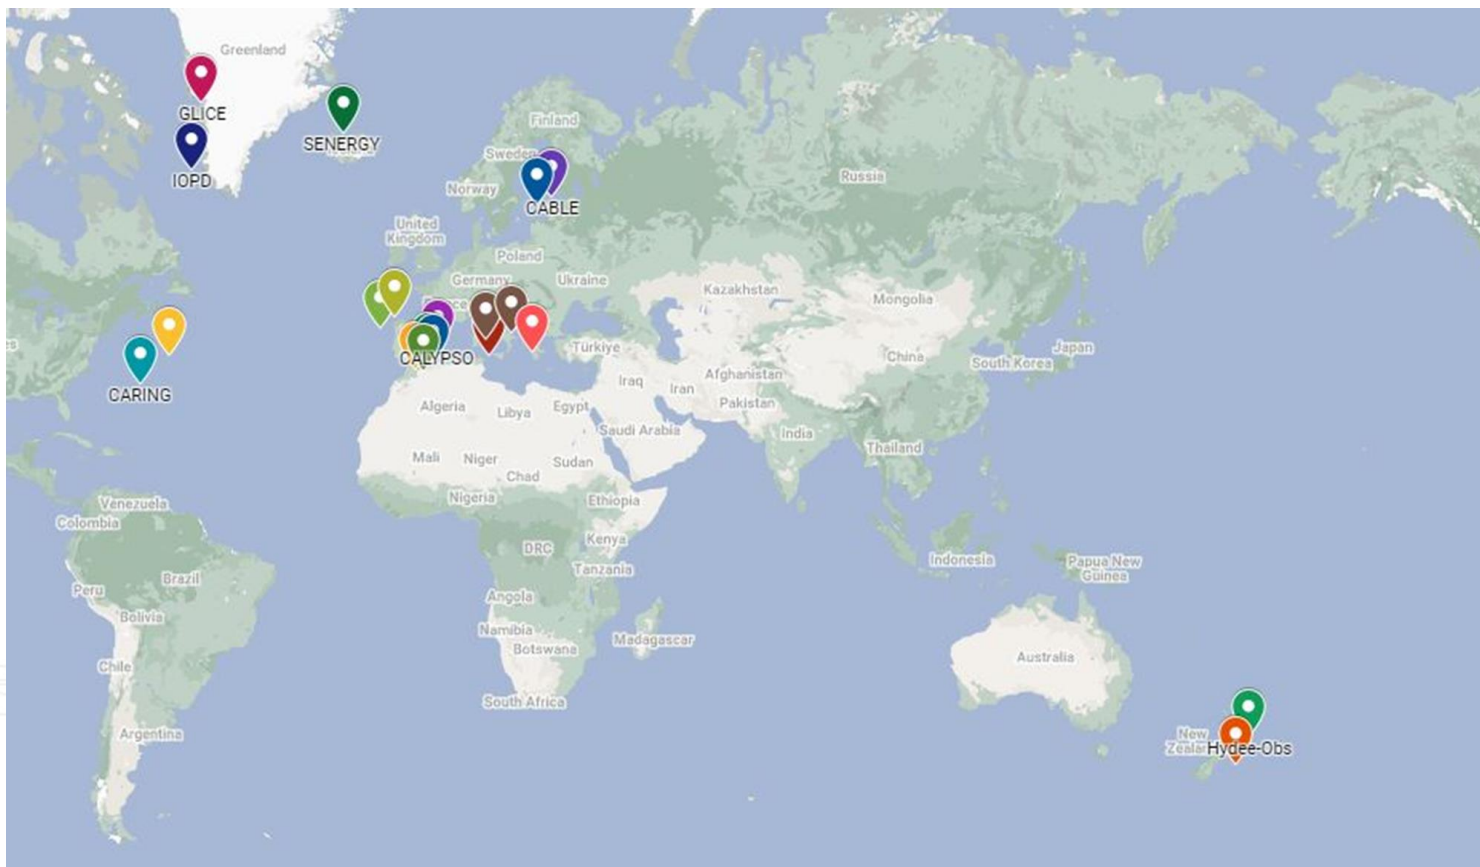 Greenland
GLICE
SENERGY
Finland
IOPD
Sweden
Norway
CABLE
Russia
United
Kingdom
Poland
Germany
Ukraine
Kazakhstan
Mongolia
CALYPSO
Türkiye
China
South Korea
Japan
CARING
Iraq
Iran
Afghanistan
Pakistan
Algeria
Libya
Egypt
Saudi Arabia
India
Thailand
Mali
Niger
Chad
Sudan
Nigeria
Ethiopia
Venezuela
Colombia
DRC
Kenya
Tanzania
Indonesia
Papua New
Guinea
Brazil
Peru
Bolivia
Angola
Namibia
Botswana
Madagascar
Australia
Chile
South Africa
Argentina
New
Hydee-Obs